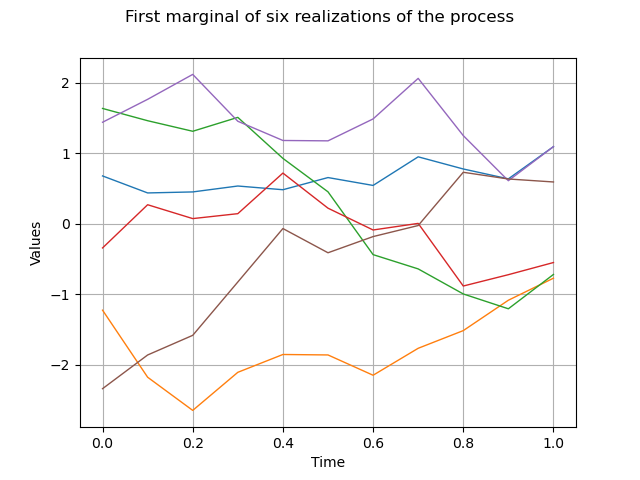 First marginal of six realizations of the process
2
1
0
−1
−2
Values
0.0 0.2 0.4 0.6 0.8 1.0
Time